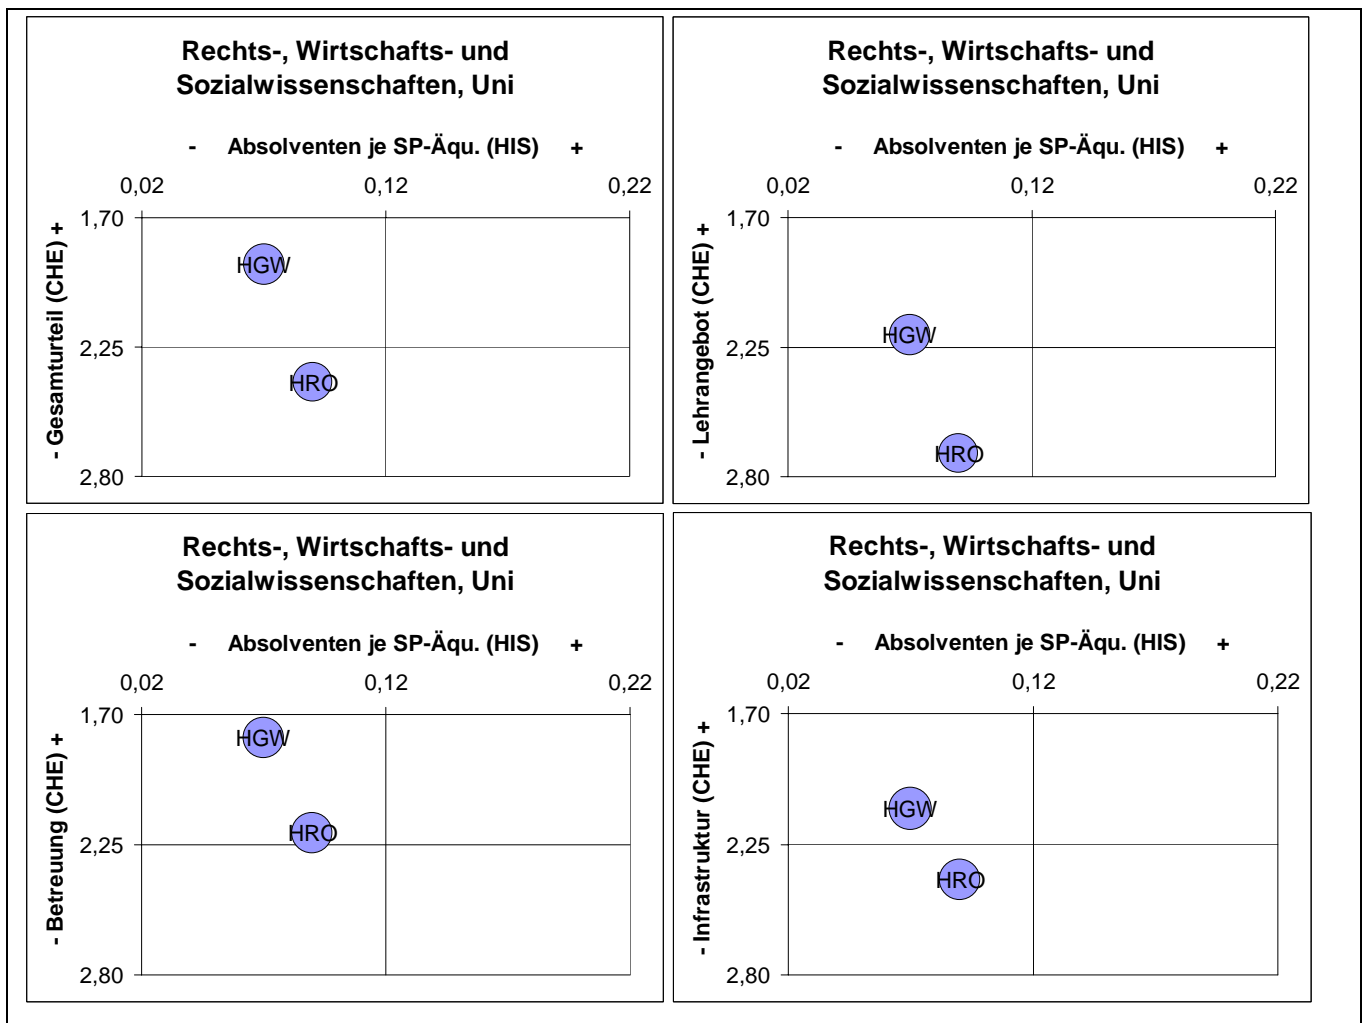 Rechts-, Wirtschafts- und
Sozialwissenschaften, Uni
- Absolventen je SP-Äqu. (HIS) +
0,02 0,12 0,22
- Gesamturteil (CHE) +
1,70
HGW
2,25
HRO
2,80
Rechts-, Wirtschafts- und
Sozialwissenschaften, Uni
- Absolventen je SP-Äqu. (HIS) +
0,02 0,12 0,22
- Lehrangebot (CHE) +
1,70
HGW
2,25
HRO
2,80
Rechts-, Wirtschafts- und
Sozialwissenschaften, Uni
- Absolventen je SP-Äqu. (HIS) +
0,02 0,12 0,22
- Betreuung (CHE) +
1,70
HGW
HRO
2,25
2,80
Rechts-, Wirtschafts- und
Sozialwissenschaften, Uni
- Absolventen je SP-Äqu. (HIS) +
0,02 0,12 0,22
- Infrastruktur (CHE) +
1,70
HGW
2,25
HRO
2,80